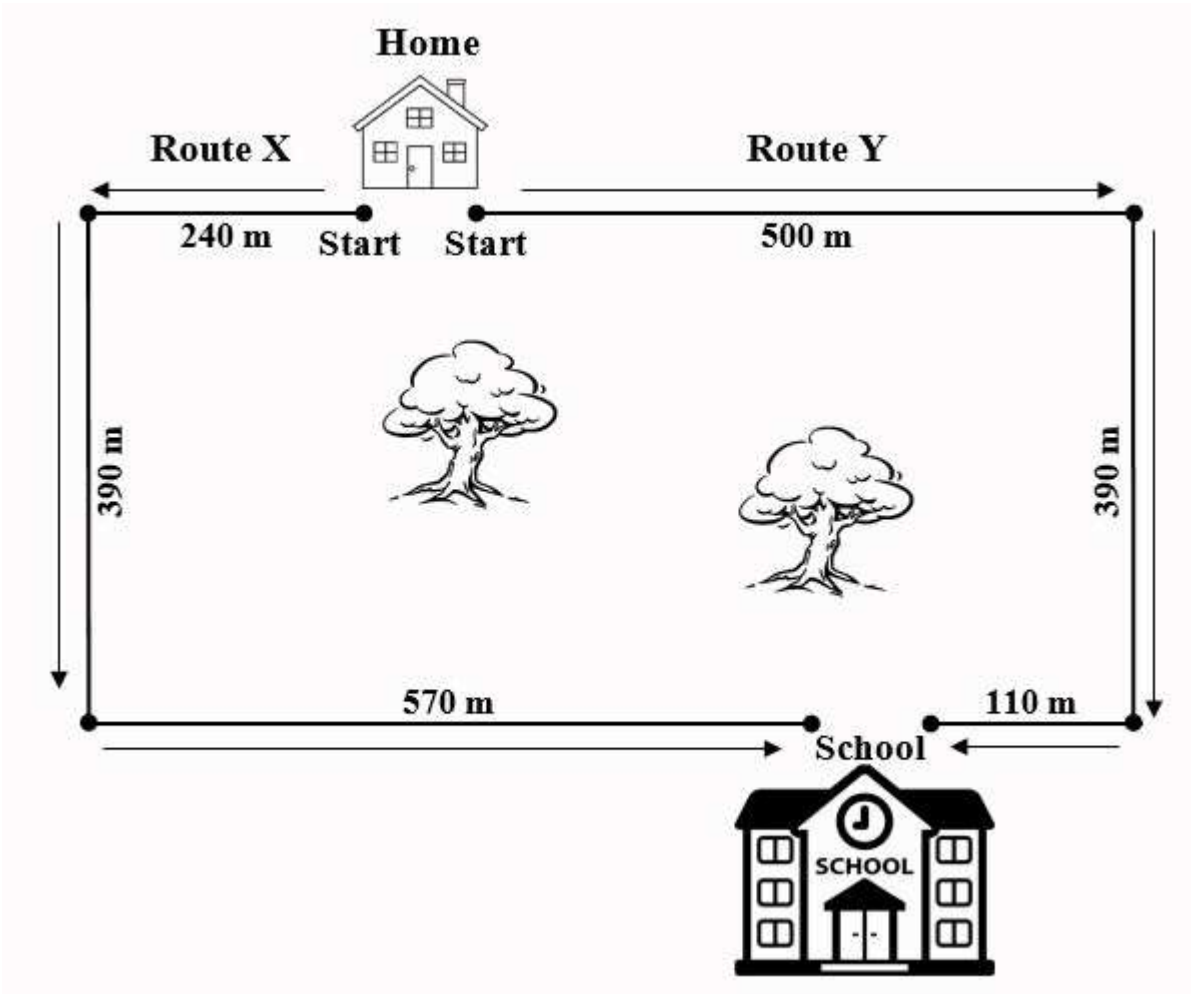 Home
Route X
Route Y
240 m
Start
Start
500 m
390 m
390 m
570 m
110 m
School
SCHOOL